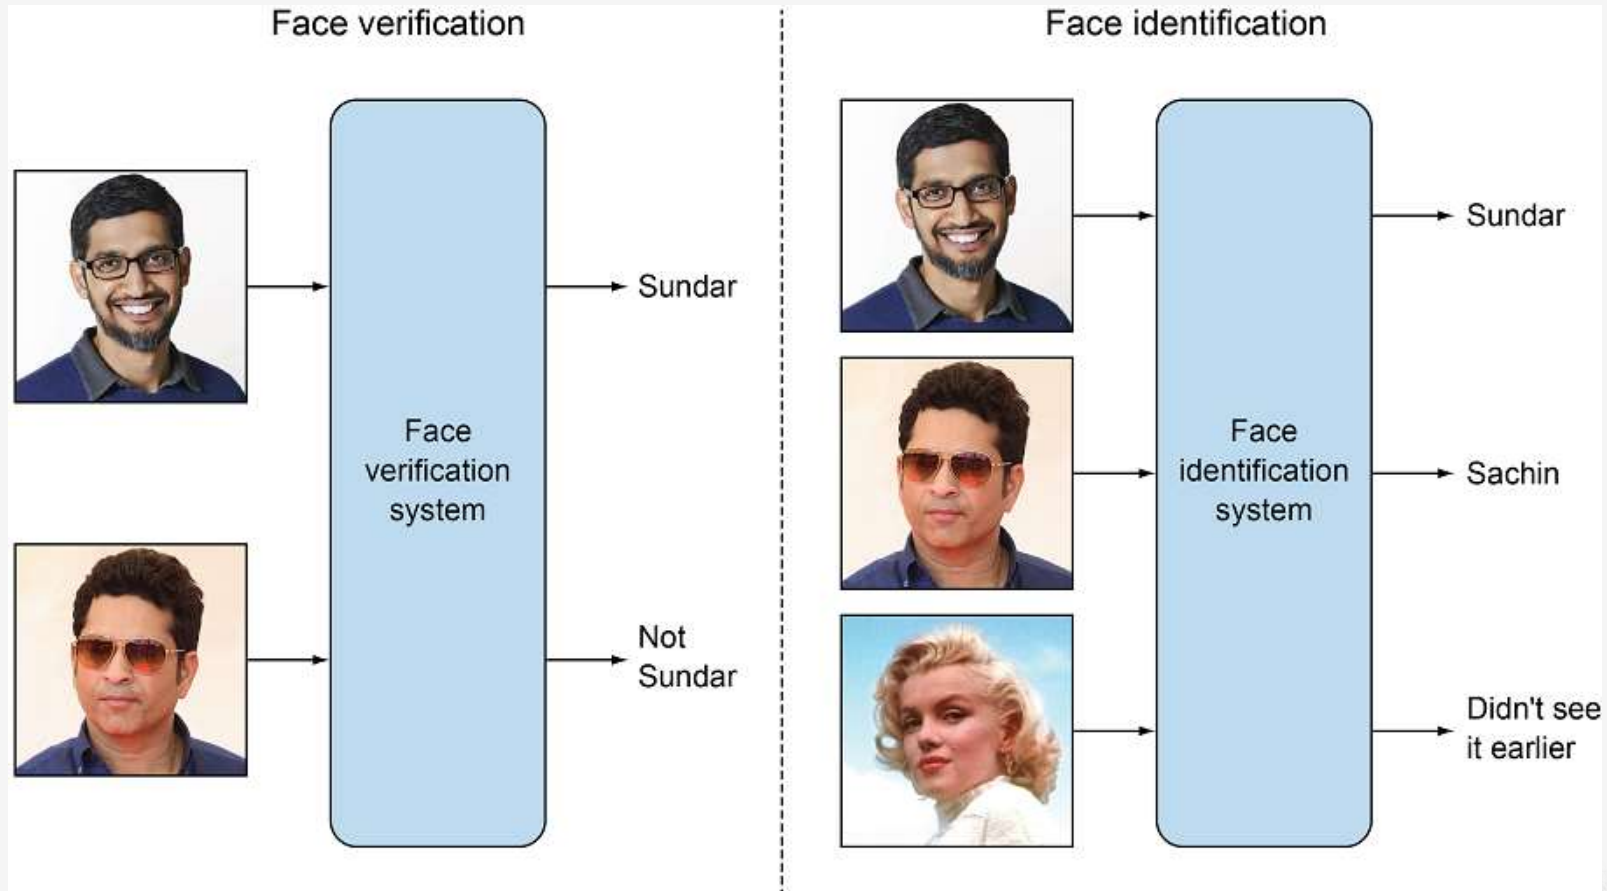 Face verification
Face
verification
system
Sundar
Not
Sundar
Face identification
Face
identification
system
Sundar
Sachin
Didn't see
it earlier